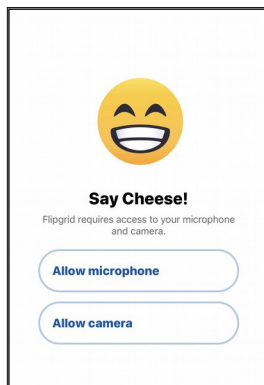 Say Cheese!
Flipgrid requires access to your microphone
and camera.
Allow microphone
Allow camera